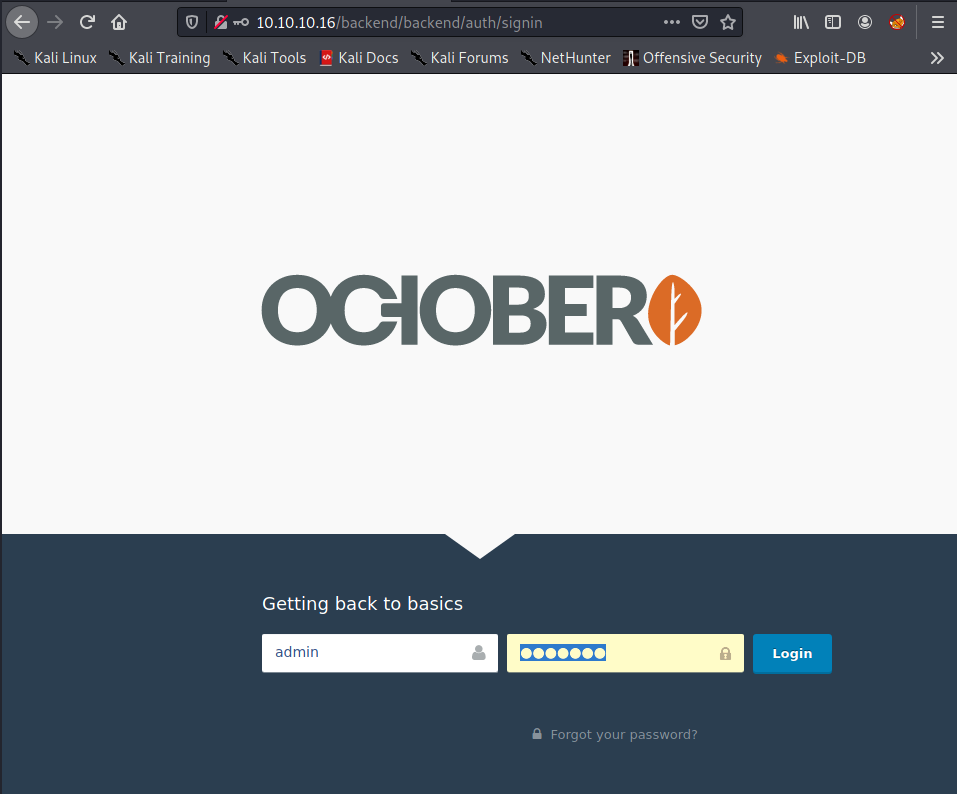 10.10.10.16/backend/backend/auth/signin
Kali Linux Kali Training Kali Tools Kali Docs Kali Forums NetHunter Offensive Security Exploit-DB
OCTOBER
Getting back to basics
admin ●●●●●●● Login
Forgot your password?